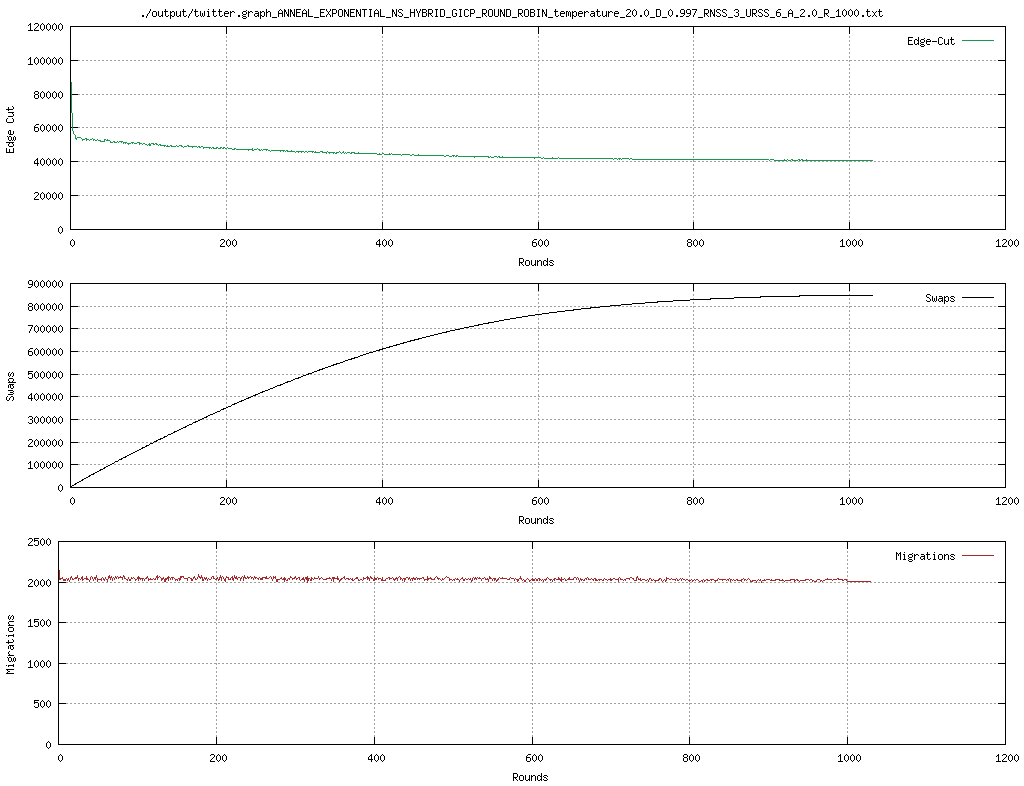 ./output/twitter.graph_ANNEAL_EXPONENTIAL_NS_HYBRID_GICP_ROUND_ROBIN_temperature_20.0_D_0.997_RNSS_3_URSS_6_A_2.0_R_1000.txt
120000
100000
80000
60000
40000
20000
0
Edge Cut
Edge-Cut
0 200 400 600 800 1000 1200
Rounds
900000
800000
700000
600000
500000
400000
300000
200000
100000
0
Swaps
Swaps
0 200 400 600 800 1000 1200
Rounds
2500
2000
1500
1000
500
0
Migrations
Migrations
0 200 400 600 800 1000 1200
Rounds